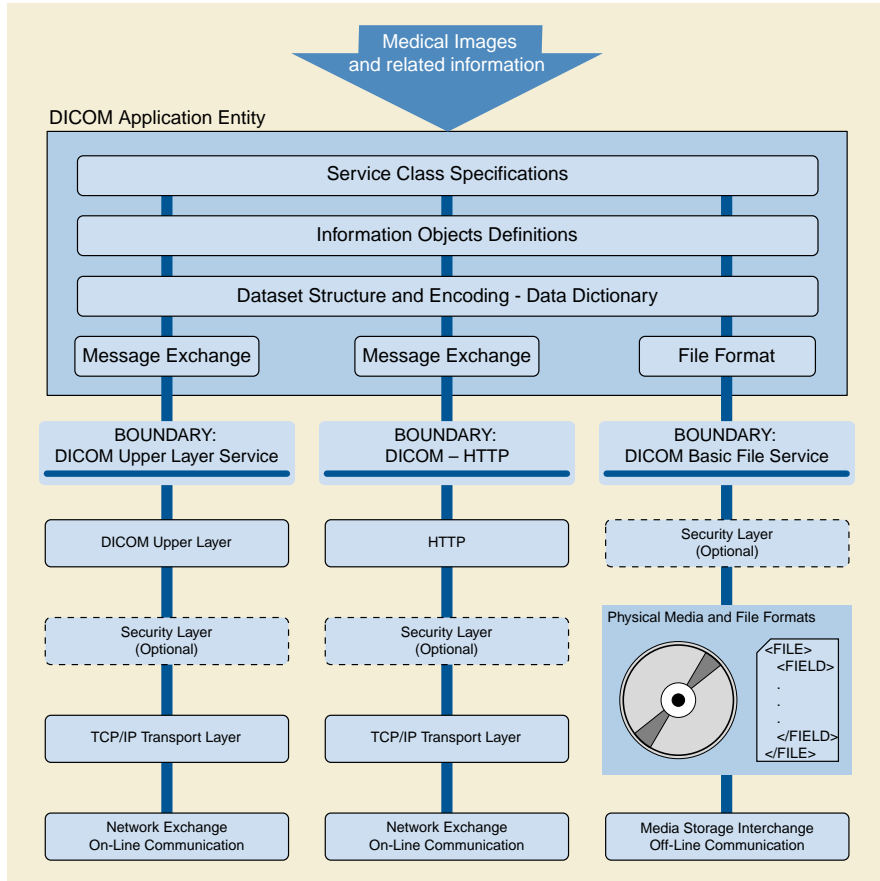 Medical Images
and related information
DICOM Application Entity
Service Class Specifications
Information Objects Definitions
Dataset Structure and Encoding - Data Dictionary
Message Exchange
Message Exchange
File Format
BOUNDARY:
DICOM Upper Layer Service
BOUNDARY:
DICOM – HTTP
BOUNDARY:
DICOM Basic File Service
DICOM Upper Layer
HTTP
Security Layer
(Optional)
Security Layer
(Optional)
Security Layer
(Optional)
Physical Media and File Formats
<FILE>
<FIELD>
.
.
.
</FIELD>
</FILE>
TCP/IP Transport Layer
TCP/IP Transport Layer
Network Exchange
On-Line Communication
Network Exchange
On-Line Communication
Media Storage Interchange
Off-Line Communication